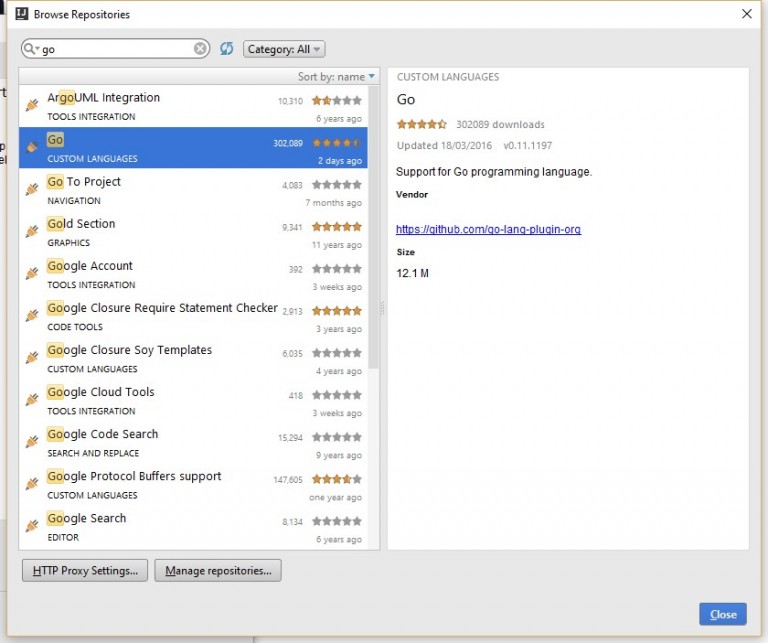 Browse Repositories
go
Category: All
Sort by: name
ArgoUML Integration
10,310
TOOLS INTEGRATION
6 years ago
Go
302,089
CUSTOM LANGUAGES
2 days ago
Go To Project
4,083
NAVIGATION
7 months ago
Gold Section
9,341
GRAPHICS
11 years ago
Google Account
392
TOOLS INTEGRATION
3 weeks ago
Google Closure Require Statement Checker
2,913
CODE TOOLS
3 years ago
Google Closure Soy Templates
6,035
CUSTOM LANGUAGES
4 years ago
Google Cloud Tools
418
TOOLS INTEGRATION
3 weeks ago
Google Code Search
15,294
SEARCH AND REPLACE
9 years ago
Google Protocol Buffers support
147,605
CUSTOM LANGUAGES
one year ago
Google Search
8,134
EDITOR
6 years ago
CUSTOM LANGUAGES
Go
302089 downloads
Updated 18/03/2016 v0.11.1197
Support for Go programming language.
Vendor
https://github.com/go-lang-plugin-org
Size
12.1 M
HTTP Proxy Settings...
Manage repositories...
Close